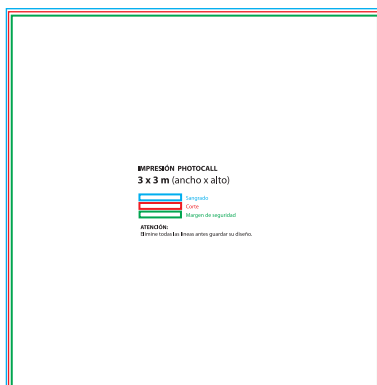 IMPRESIÓN PHOTOCALL
3 x 3 m (ancho x alto)
Sangrado
Corte
Margen de seguridad
ATENCIÓN:
Elimine todas las líneas antes guardar su diseño.